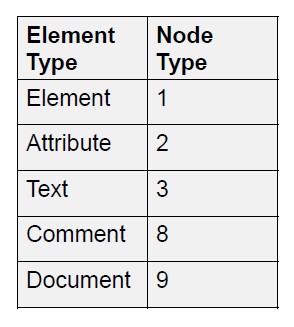 Element Type Node Type
Element 1
Attribute 2
Text 3
Comment 8
Document 9